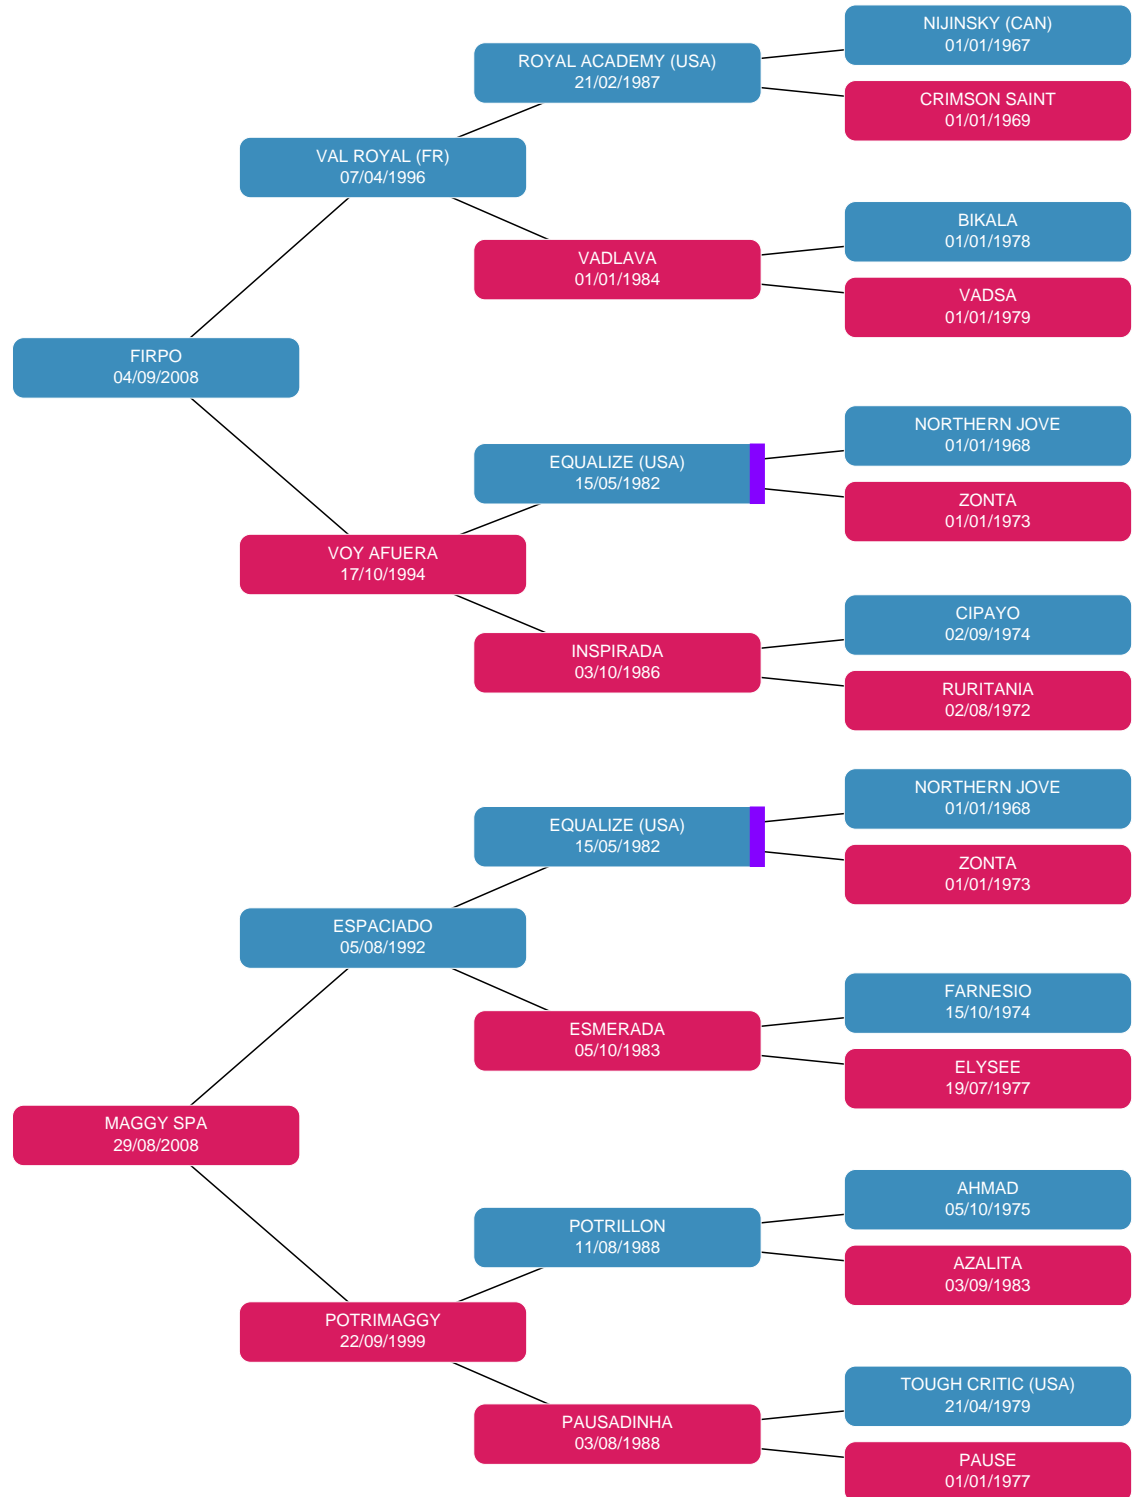 NIJINSKY (CAN)
01/01/1967
ROYAL ACADEMY (USA)
21/02/1987
CRIMSON SAINT
01/01/1969
VAL ROYAL (FR)
07/04/1996
BIKALA
01/01/1978
VADLAVA
01/01/1984
VADSA
01/01/1979
FIRPO
04/09/2008
NORTHERN JOVE
01/01/1968
EQUALIZE (USA)
15/05/1982
ZONTA
01/01/1973
VOY AFUERA
17/10/1994
CIPAYO
02/09/1974
INSPIRADA
03/10/1986
RURITANIA
02/08/1972
NORTHERN JOVE
01/01/1968
EQUALIZE (USA)
15/05/1982
ZONTA
01/01/1973
ESPACIADO
05/08/1992
FARNESIO
15/10/1974
ESMERADA
05/10/1983
ELYSEE
19/07/1977
MAGGY SPA
29/08/2008
AHMAD
05/10/1975
POTRILLON
11/08/1988
AZALITA
03/09/1983
POTRIMAGGY
22/09/1999
TOUGH CRITIC (USA)
21/04/1979
PAUSADINHA
03/08/1988
PAUSE
01/01/1977